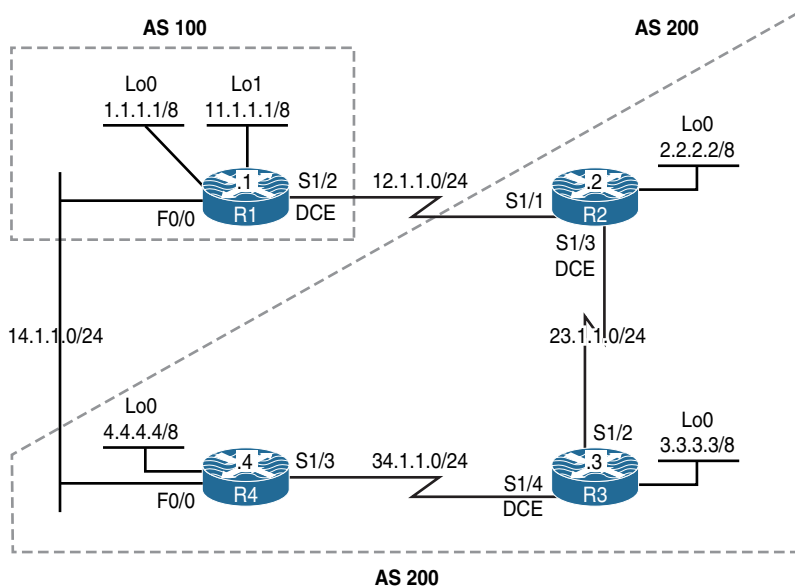 AS 100
AS 200
Lo0
1.1.1.1/8
Lo1
11.1.1.1/8
Lo0
2.2.2.2/8
.1
R1
S1/2
DCE
F0/0
12.1.1.0/24
S1/1
.2
R2
S1/3
DCE
14.1.1.0/24
23.1.1.0/24
Lo0
4.4.4.4/8
.4
R4
S1/3
F0/0
34.1.1.0/24
S1/2
S1/4
DCE
.3
R3
Lo0
3.3.3.3/8
AS 200